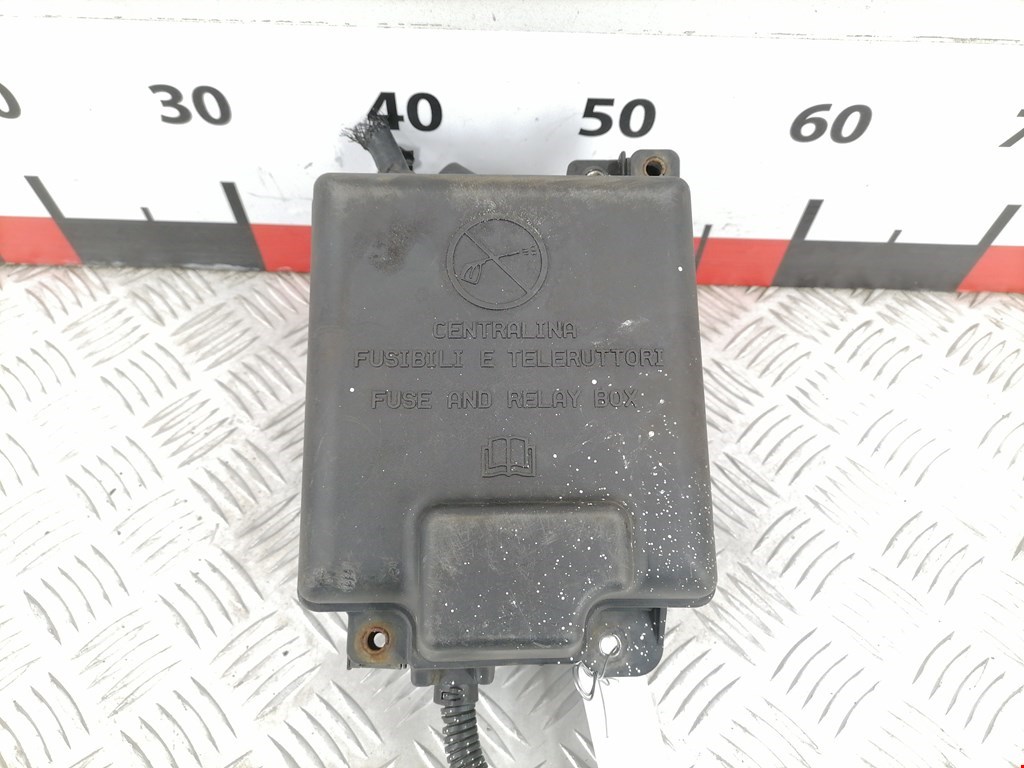 30 40 50 60
CENTRALINA
FUSIBILI E TELERUTTORI
FUSE AND RELAY BOX